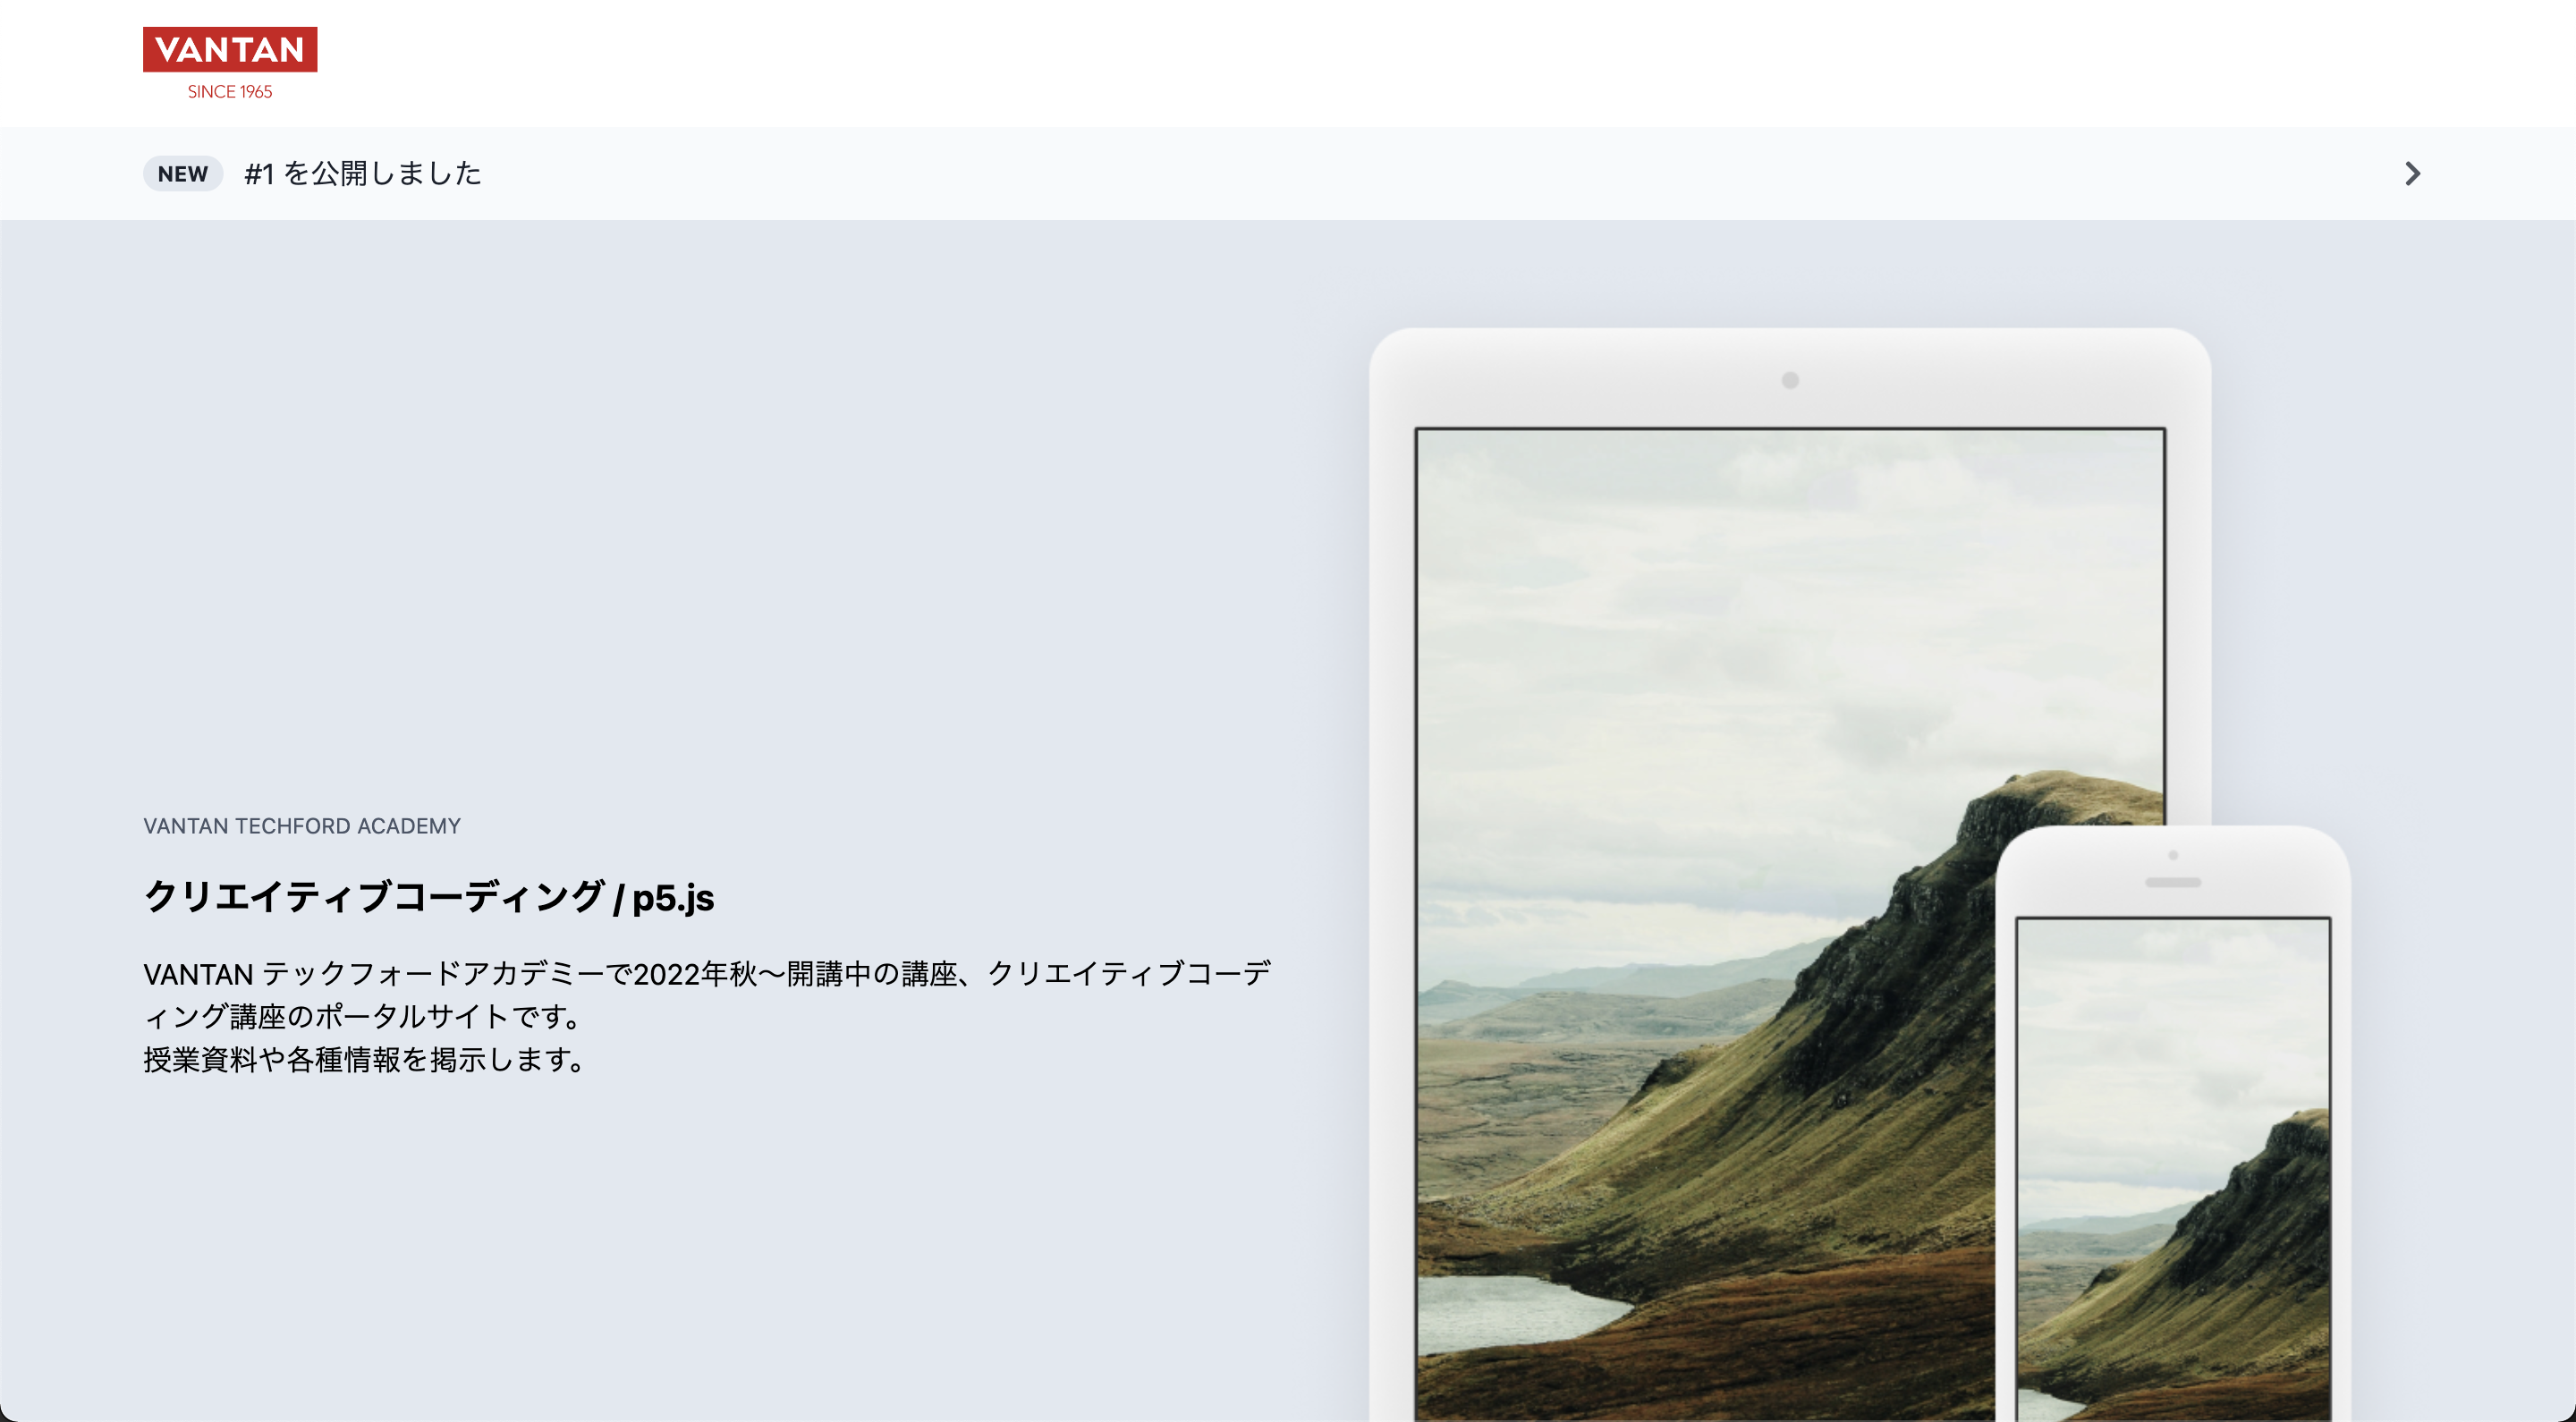 VANTAN
SINCE 1965
NEW #1 を公開しました
VANTAN TECHFORD ACADEMY
クリエイティブコーディング / p5.js
VANTAN テックフォードアカデミーで2022年秋〜開講中の講座、クリエイティブコーデ
ィング講座のポータルサイトです。
授業資料や各種情報を掲示します。